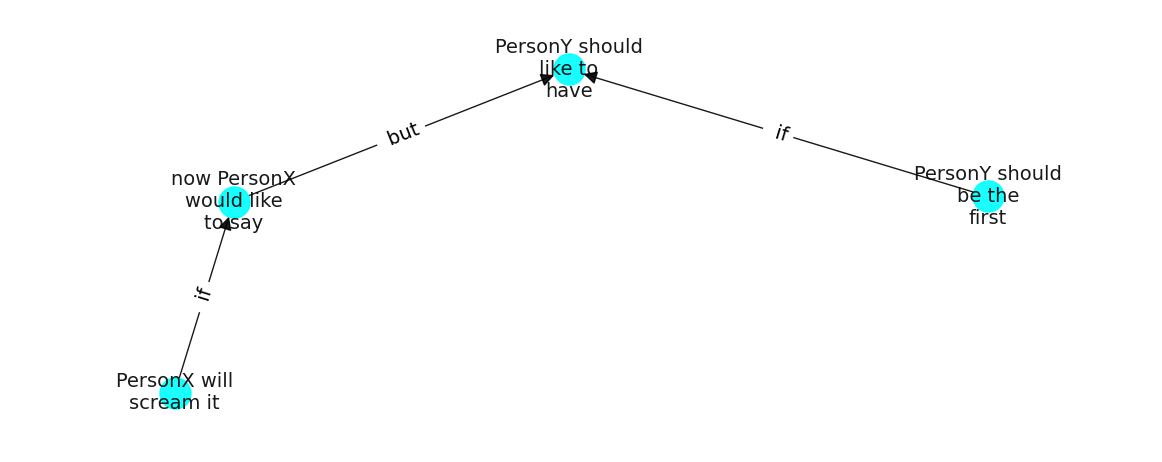 PersonY should
like to
have
but
if
now PersonX
would like
to say
PersonY should
be the
first
if
PersonX will
scream it